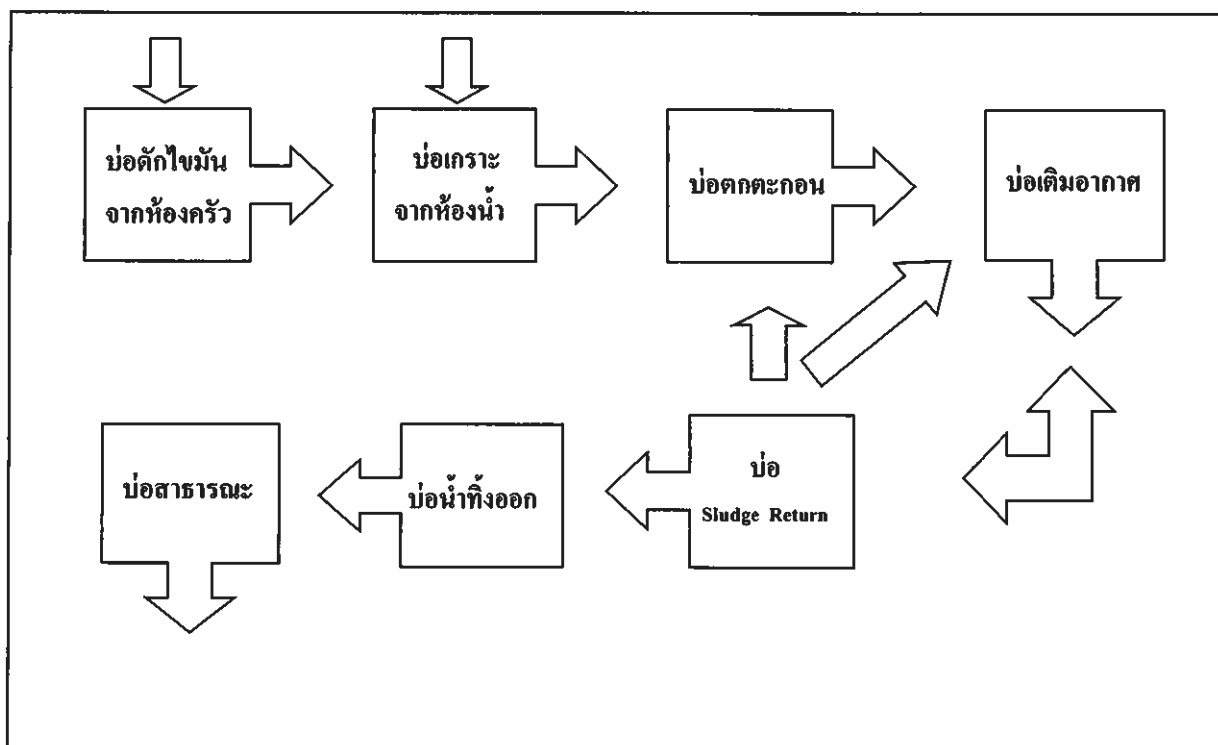 บ่อดักไขมัน
จากห้องครัว
บ่อเกราะ
จากห้องน้ำ
บ่อตกตะกอน
บ่อเติมอากาศ
บ่อสาธารณะ
บ่อน้ำทิ้งออก
บ่อ
Sludge Return